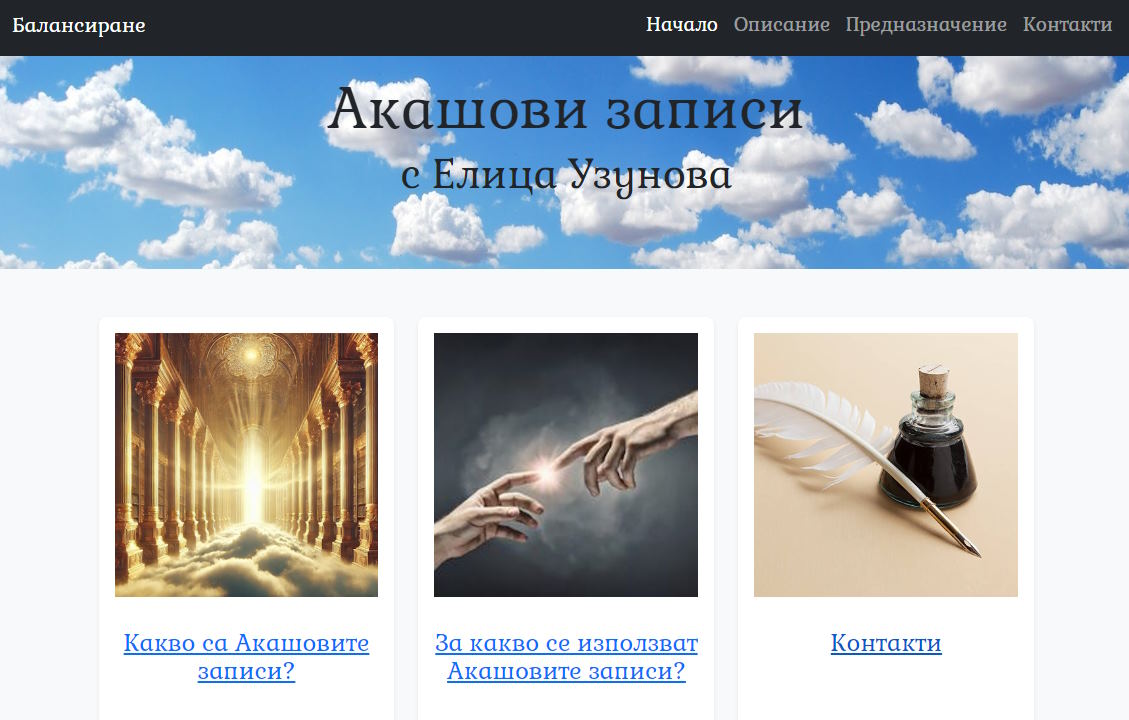 Балансиране
Начало Описание Предназначение Контакти
Акашови записи
с Елица Узунова
Какво са Акашовите
записи?
За какво се използват
Акашовите записи?
Контакти